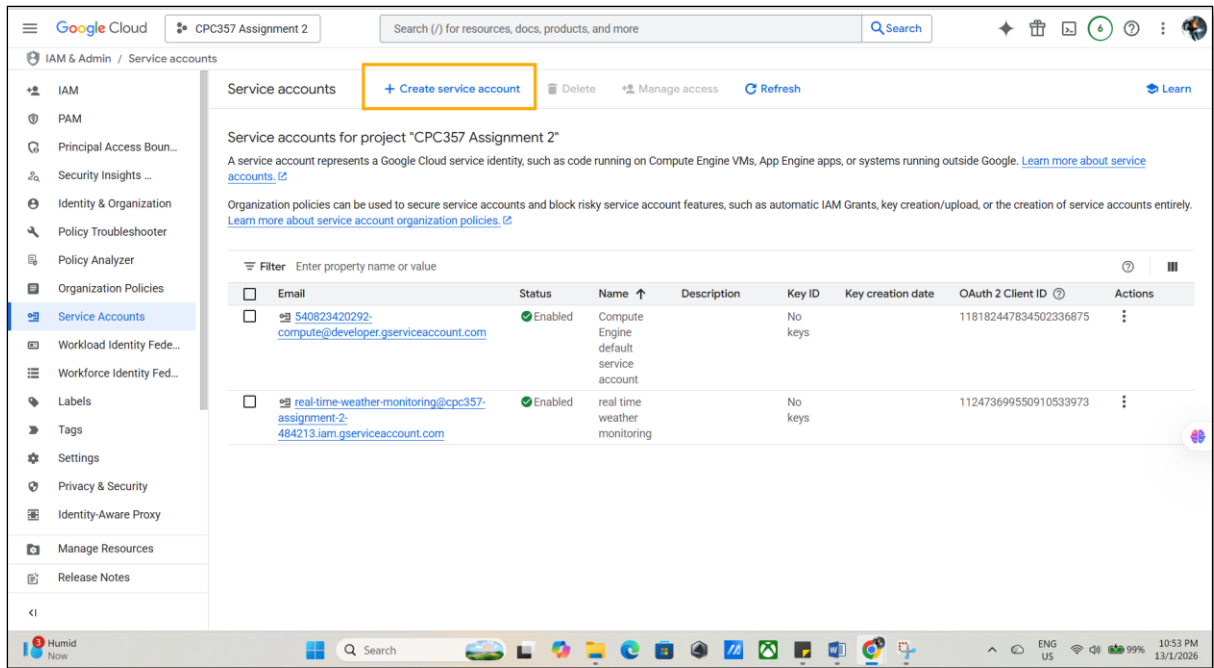 Google Cloud
CPC357 Assignment 2
Search (/) for resources, docs, products, and more
Search
6
IAM & Admin / Service accounts
IAM
PAM
Principal Access Boun...
Security Insights ...
Identity & Organization
Policy Troubleshooter
Policy Analyzer
Organization Policies
Service Accounts
Workload Identity Fede...
Workforce Identity Fed...
Labels
Tags
Settings
Privacy & Security
Identity-Aware Proxy
Manage Resources
Release Notes
Service accounts
+ Create service account
Delete
Manage access
Refresh
Learn
Service accounts for project "CPC357 Assignment 2"
A service account represents a Google Cloud service identity, such as code running on Compute Engine VMs, App Engine apps, or systems running outside Google. Learn more about service
accounts.
Organization policies can be used to secure service accounts and block risky service account features, such as automatic IAM Grants, key creation/upload, or the creation of service accounts entirely.
Learn more about service account organization policies.
Filter Enter property name or value
Email Status Name Description Key ID Key creation date OAuth 2 Client ID Actions
540823420292- Enabled Compute No 118182447834502336875
compute@developer.gserviceaccount.com Engine keys
default
service
account
real-time-weather-monitoring@cpc357- Enabled real time No 112473699550910533973
assignment-2- weather keys
484213.iam.gserviceaccount.com monitoring
3
Humid
Now
Search
ENG
US
99%
10:53 PM
13/1/2026